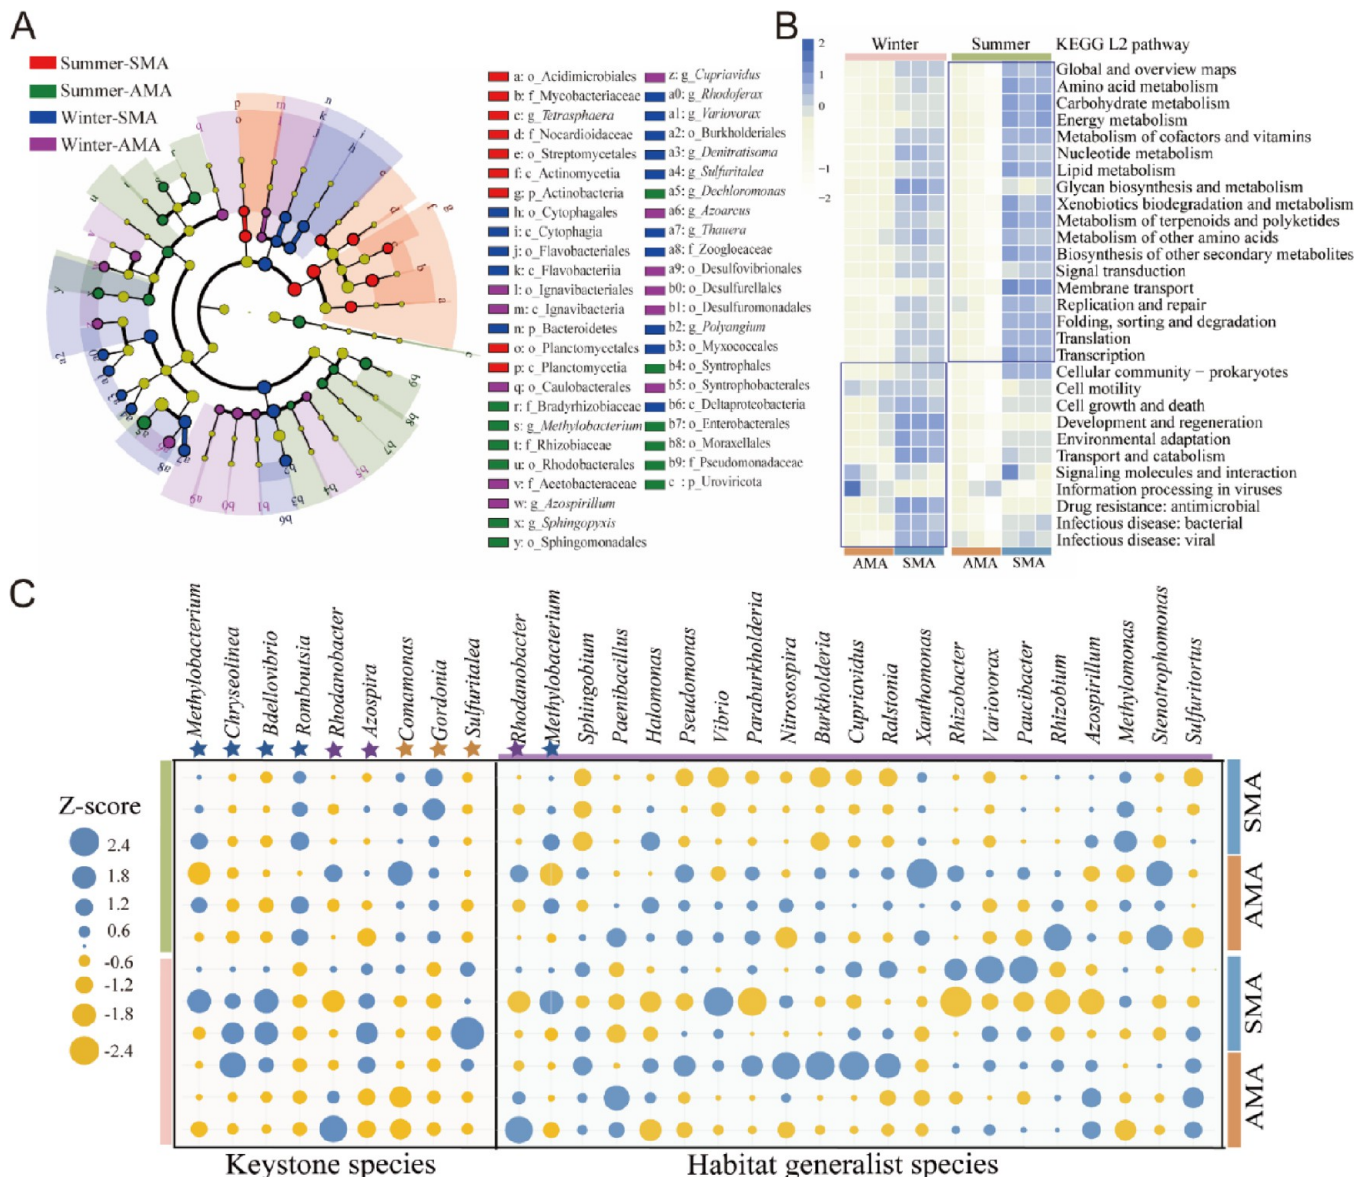 A
Summer-SMA
Summer-AMA
Winter-SMA
Winter-AMA
a: o_Acidimicrobiales
b: f_Mycobacteriaceae
c: g_Tetrasphaera
d: f_Nocardioidaceae
e: o_Streptomycetales
f: c_Actinomycetia
g: p_Actinobacteria
h: o_Cytophagales
i: c_Cytophagia
j: o_Flavobacteriales
k: c_Flavobacteriia
l: o_Ignavibacteriales
m: c_Ignavibacteria
n: p_Bacteroidetes
o: o_Planctomycetales
p: c_Planctomycetia
q: o_Caulobacterales
r: f_Bradyrhizobiaceae
s: g_Methylobacterium
t: f_Rhizobiaceae
u: o_Rhodobacterales
v: f_Acetobacteraceae
w: g_Azospirillum
x: g_Sphingopyxis
y: o_Sphingomonadales
z: g_Cupriavidus
a0: g_Rhodoferax
a1: g_Variovorax
a2: o_Burkholderiales
a3: g_Denitratisoma
a4: g_Sulfuritalea
a5: g_Dechloromonas
a6: g_Azoarcus
a7: g_Thauera
a8: f_Zoogloeaceae
a9: o_Desulfovibrionales
b0: o_Desulfurellales
b1: o_Desulfuromonadales
b2: g_Polyangium
b3: o_Myxococcales
b4: o_Syntrophales
b5: o_Syntrophobacterales
b6: c_Deltaproteobacteria
b7: o_Enterobacterales
b8: o_Moraxellales
b9: f_Pseudomonadaceae
c : p_Uroviricota
B
2
1
0
−1
−2
Winter
Summer
KEGG L2 pathway
Global and overview maps
Amino acid metabolism
Carbohydrate metabolism
Energy metabolism
Metabolism of cofactors and vitamins
Nucleotide metabolism
Lipid metabolism
Glycan biosynthesis and metabolism
Xenobiotics biodegradation and metabolism
Metabolism of terpenoids and polyketides
Metabolism of other amino acids
Biosynthesis of other secondary metabolites
Signal transduction
Membrane transport
Replication and repair
Folding, sorting and degradation
Translation
Transcription
Cellular community − prokaryotes
Cell motility
Cell growth and death
Development and regeneration
Environmental adaptation
Transport and catabolism
Signaling molecules and interaction
Information processing in viruses
Drug resistance: antimicrobial
Infectious disease: bacterial
Infectious disease: viral
AMA
SMA
AMA
SMA
C
Methylobacterium
Chryseolinea
Bdellovibrio
Romboutsia
Rhodanobacter
Azospira
Comamonas
Gordonia
Sulfuritalea
Rhodanobacter
Methylobacterium
Sphingobium
Paenibacillus
Halomonas
Pseudomonas
Vibrio
Paraburkholderia
Nitrosospira
Burkholderia
Cupriavidus
Ralstonia
Xanthomonas
Rhizobacter
Variovorax
Paucibacter
Rhizobium
Azospirillum
Methylomonas
Stenotrophomonas
Sulfuritortus
Z-score
2.4
1.8
1.2
0.6
-0.6
-1.2
-1.8
-2.4
SMA
AMA
SMA
AMA
Keystone species
Habitat generalist species